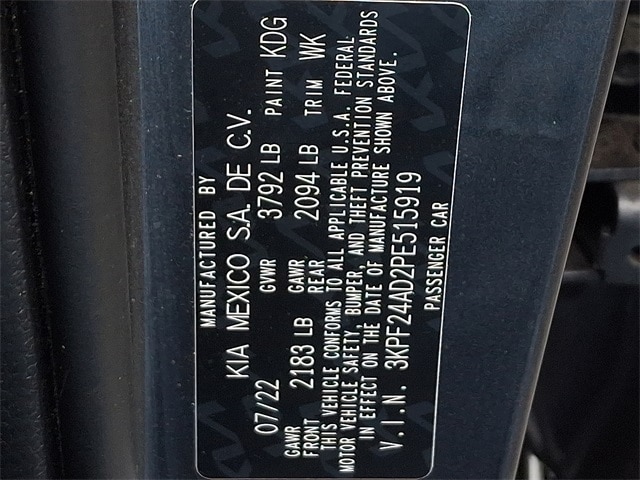 MANUFACTURED BY
KIA MEXICO S.A. DE C.V.
07/22 GVWR 3792 LB PAINT KDG
GAWR FRONT 2183 LB GAWR REAR 2094 LB TRIM WK
THIS VEHICLE CONFORMS TO ALL APPLICABLE U.S.A. FEDERAL
MOTOR VEHICLE SAFETY, BUMPER, AND THEFT PREVENTION STANDARDS
IN EFFECT ON THE DATE OF MANUFACTURE SHOWN ABOVE.
V.I.N. 3KPF24AD2PE515919
PASSENGER CAR